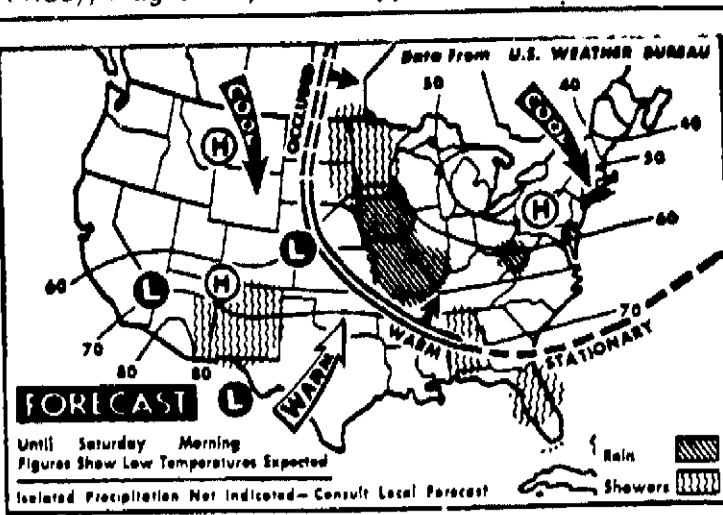 Data From U.S. WEATHER BUREAU
50
40
40
50
60
70
OCCLUDED
COOL
COOL
H
H
H
L
L
L
60
70
80
80
WARM
WARM
STATIONARY
FORECAST
Until Saturday Morning
Figures Show Low Temperatures Expected
Isolated Precipitation Not Indicated—Consult Local Forecast
Rain
Showers